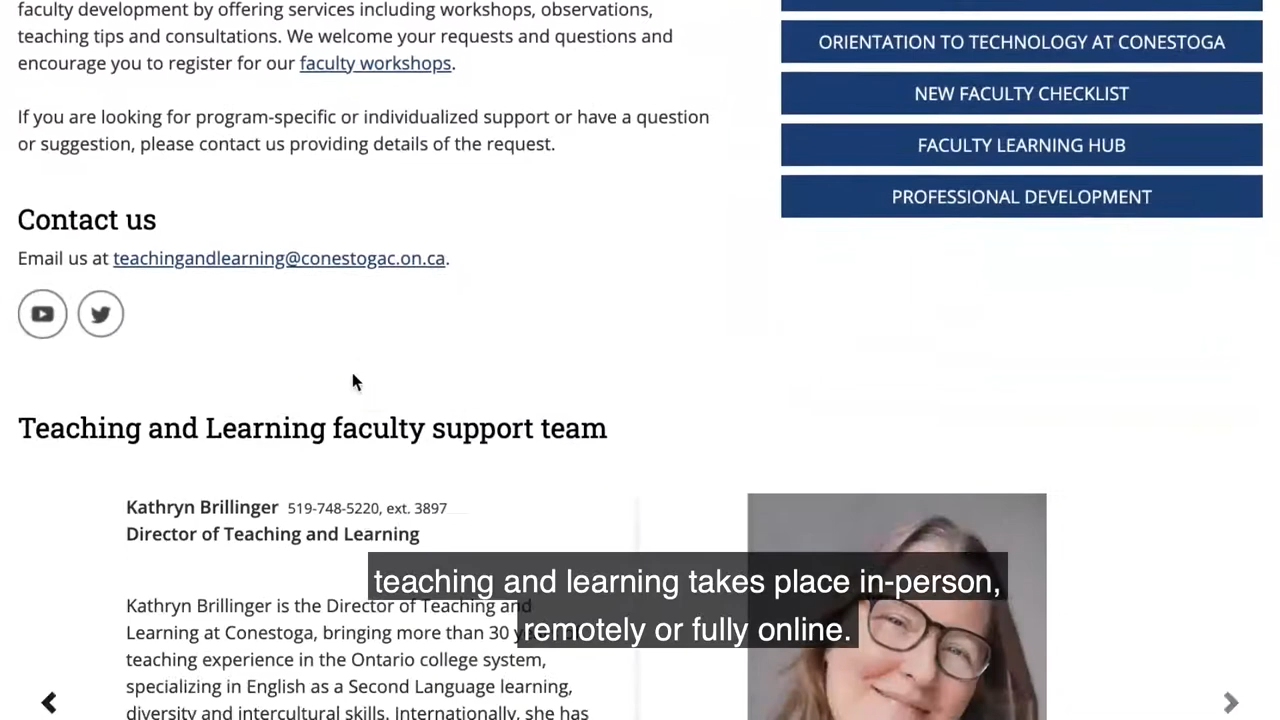 faculty development by offering services including workshops, observations,
teaching tips and consultations. We welcome your requests and questions and
encourage you to register for our faculty workshops.
If you are looking for program-specific or individualized support or have a question
or suggestion, please contact us providing details of the request.
Contact us
Email us at teachingandlearning@conestogac.on.ca.
ORIENTATION TO TECHNOLOGY AT CONESTOGA
NEW FACULTY CHECKLIST
FACULTY LEARNING HUB
PROFESSIONAL DEVELOPMENT
Teaching and Learning faculty support team
Kathryn Brillinger 519-748-5220, ext. 3897
Director of Teaching and Learning
Kathryn Brillinger is the Director of Teaching and
Learning at Conestoga, bringing more than 30
teaching experience in the Ontario college system,
specializing in English as a Second Language learning,
diversity and intercultural skills. Internationally, she has
teaching and learning takes place in-person,
remotely or fully online.